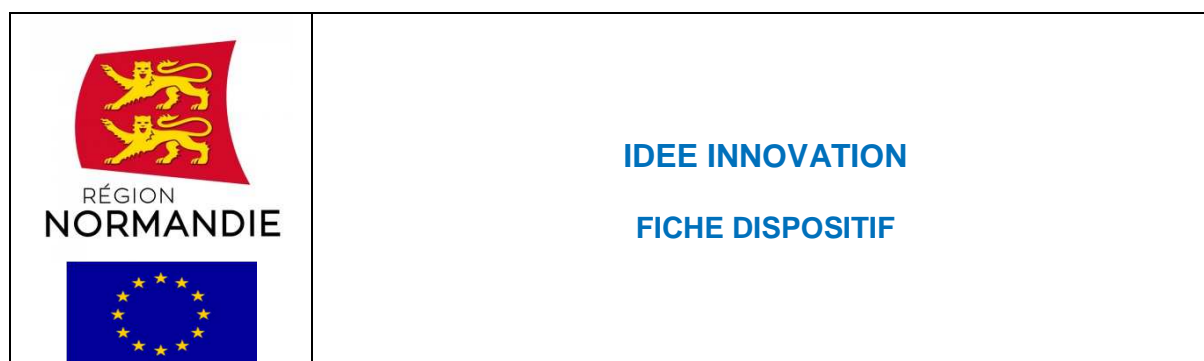 RÉGION
NORMANDIE
IDEE INNOVATION
FICHE DISPOSITIF